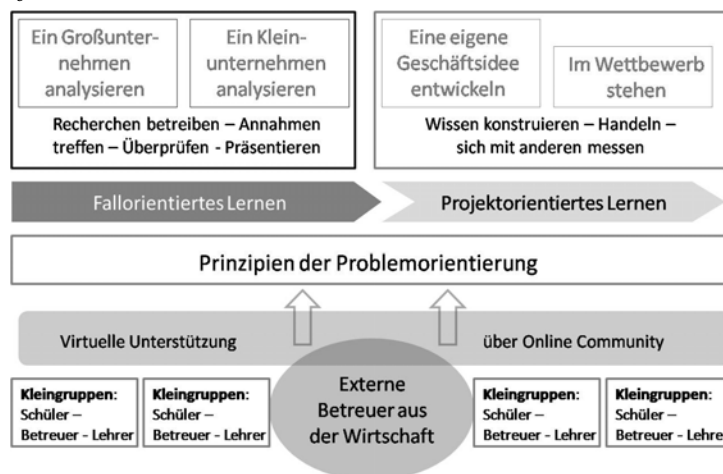 Ein Großunter-
nehmen
analysieren
Ein Klein-
unternehmen
analysieren
Recherchen betreiben – Annahmen
treffen – Überprüfen - Präsentieren
Eine eigene
Geschäftsidee
entwickeln
Im Wettbewerb
stehen
Wissen konstruieren – Handeln –
sich mit anderen messen
Fallorientiertes Lernen
Projektorientiertes Lernen
Prinzipien der Problemorientierung
Virtuelle Unterstützung
über Online Community
Kleingruppen:
Schüler –
Betreuer - Lehrer
Kleingruppen:
Schüler –
Betreuer - Lehrer
Externe
Betreuer aus
der Wirtschaft
Kleingruppen:
Schüler –
Betreuer - Lehrer
Kleingruppen:
Schüler –
Betreuer - Lehrer